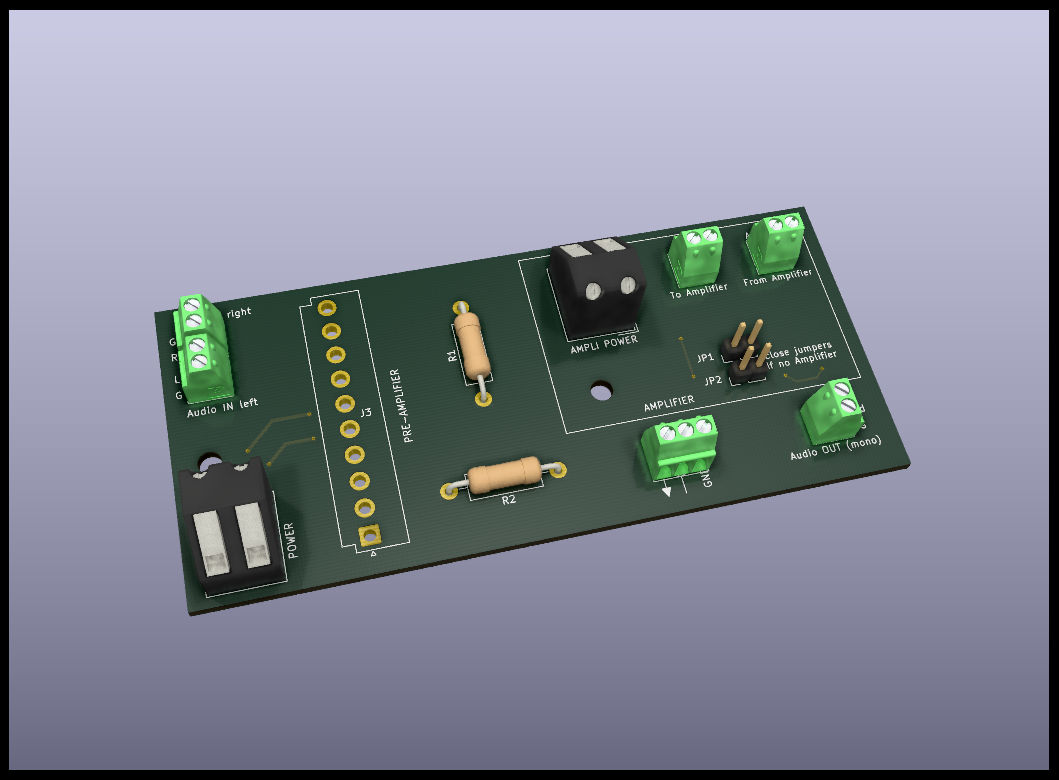 right
G
R
L
G
Audio IN left
POWER
J3
PRE-AMPLIFIER
R1
R2
AMPLI POWER
To Amplifier
From Amplifier
JP1
JP2
close jumpers
if no Amplifier
AMPLIFIER
GND
Audio OUT (mono)